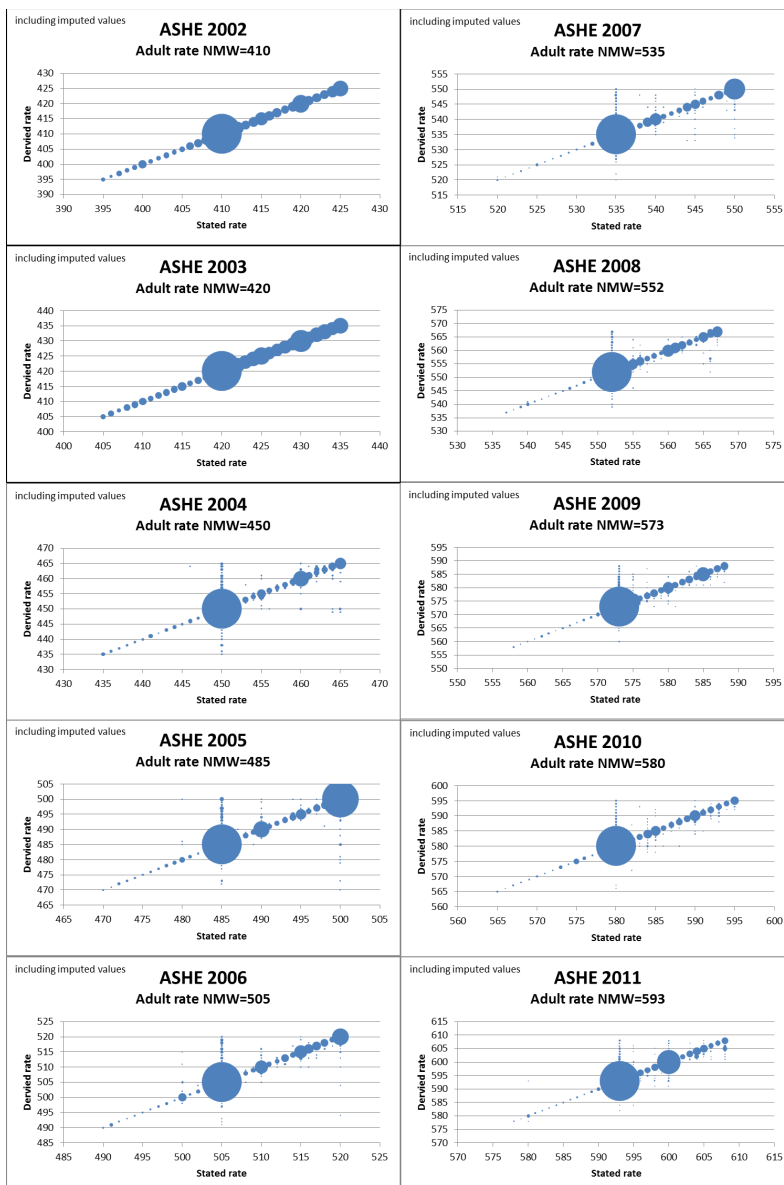 including imputed values
ASHE 2002
Adult rate NMW=410
Dervied rate
430
425
420
415
410
405
400
395
390
390 400 410 420 430
Stated rate
including imputed values
ASHE 2007
Adult rate NMW=535
Dervied rate
555
550
545
540
535
530
525
520
515
515 520 525 530 535 540 545 550 555
Stated rate
including imputed values
ASHE 2003
Adult rate NMW=420
Dervied rate
440
435
430
425
420
415
410
405
400
400 410 420 430 440
Stated rate
including imputed values
ASHE 2008
Adult rate NMW=552
Dervied rate
575
570
565
560
555
550
545
540
535
530
530 535 540 545 550 555 560 565 570 575
Stated rate
including imputed values
ASHE 2004
Adult rate NMW=450
Dervied rate
470
465
460
455
450
445
440
435
430
430 440 450 460 470
Stated rate
including imputed values
ASHE 2009
Adult rate NMW=573
Dervied rate
595
590
585
580
575
570
565
560
555
550
550 555 560 565 570 575 580 585 590 595
Stated rate
including imputed values
ASHE 2005
Adult rate NMW=485
Dervied rate
505
500
495
490
485
480
475
470
465
465 470 475 480 485 490 495 500 505
Stated rate
including imputed values
ASHE 2010
Adult rate NMW=580
Dervied rate
600
595
590
585
580
575
570
565
560
560 565 570 575 580 585 590 595 600
Stated rate
including imputed values
ASHE 2006
Adult rate NMW=505
Dervied rate
525
520
515
510
505
500
495
490
485
485 490 495 500 505 510 515 520 525
Stated rate
including imputed values
ASHE 2011
Adult rate NMW=593
Dervied rate
615
610
605
600
595
590
585
580
575
570
570 575 580 585 590 595 600 605 610 615
Stated rate